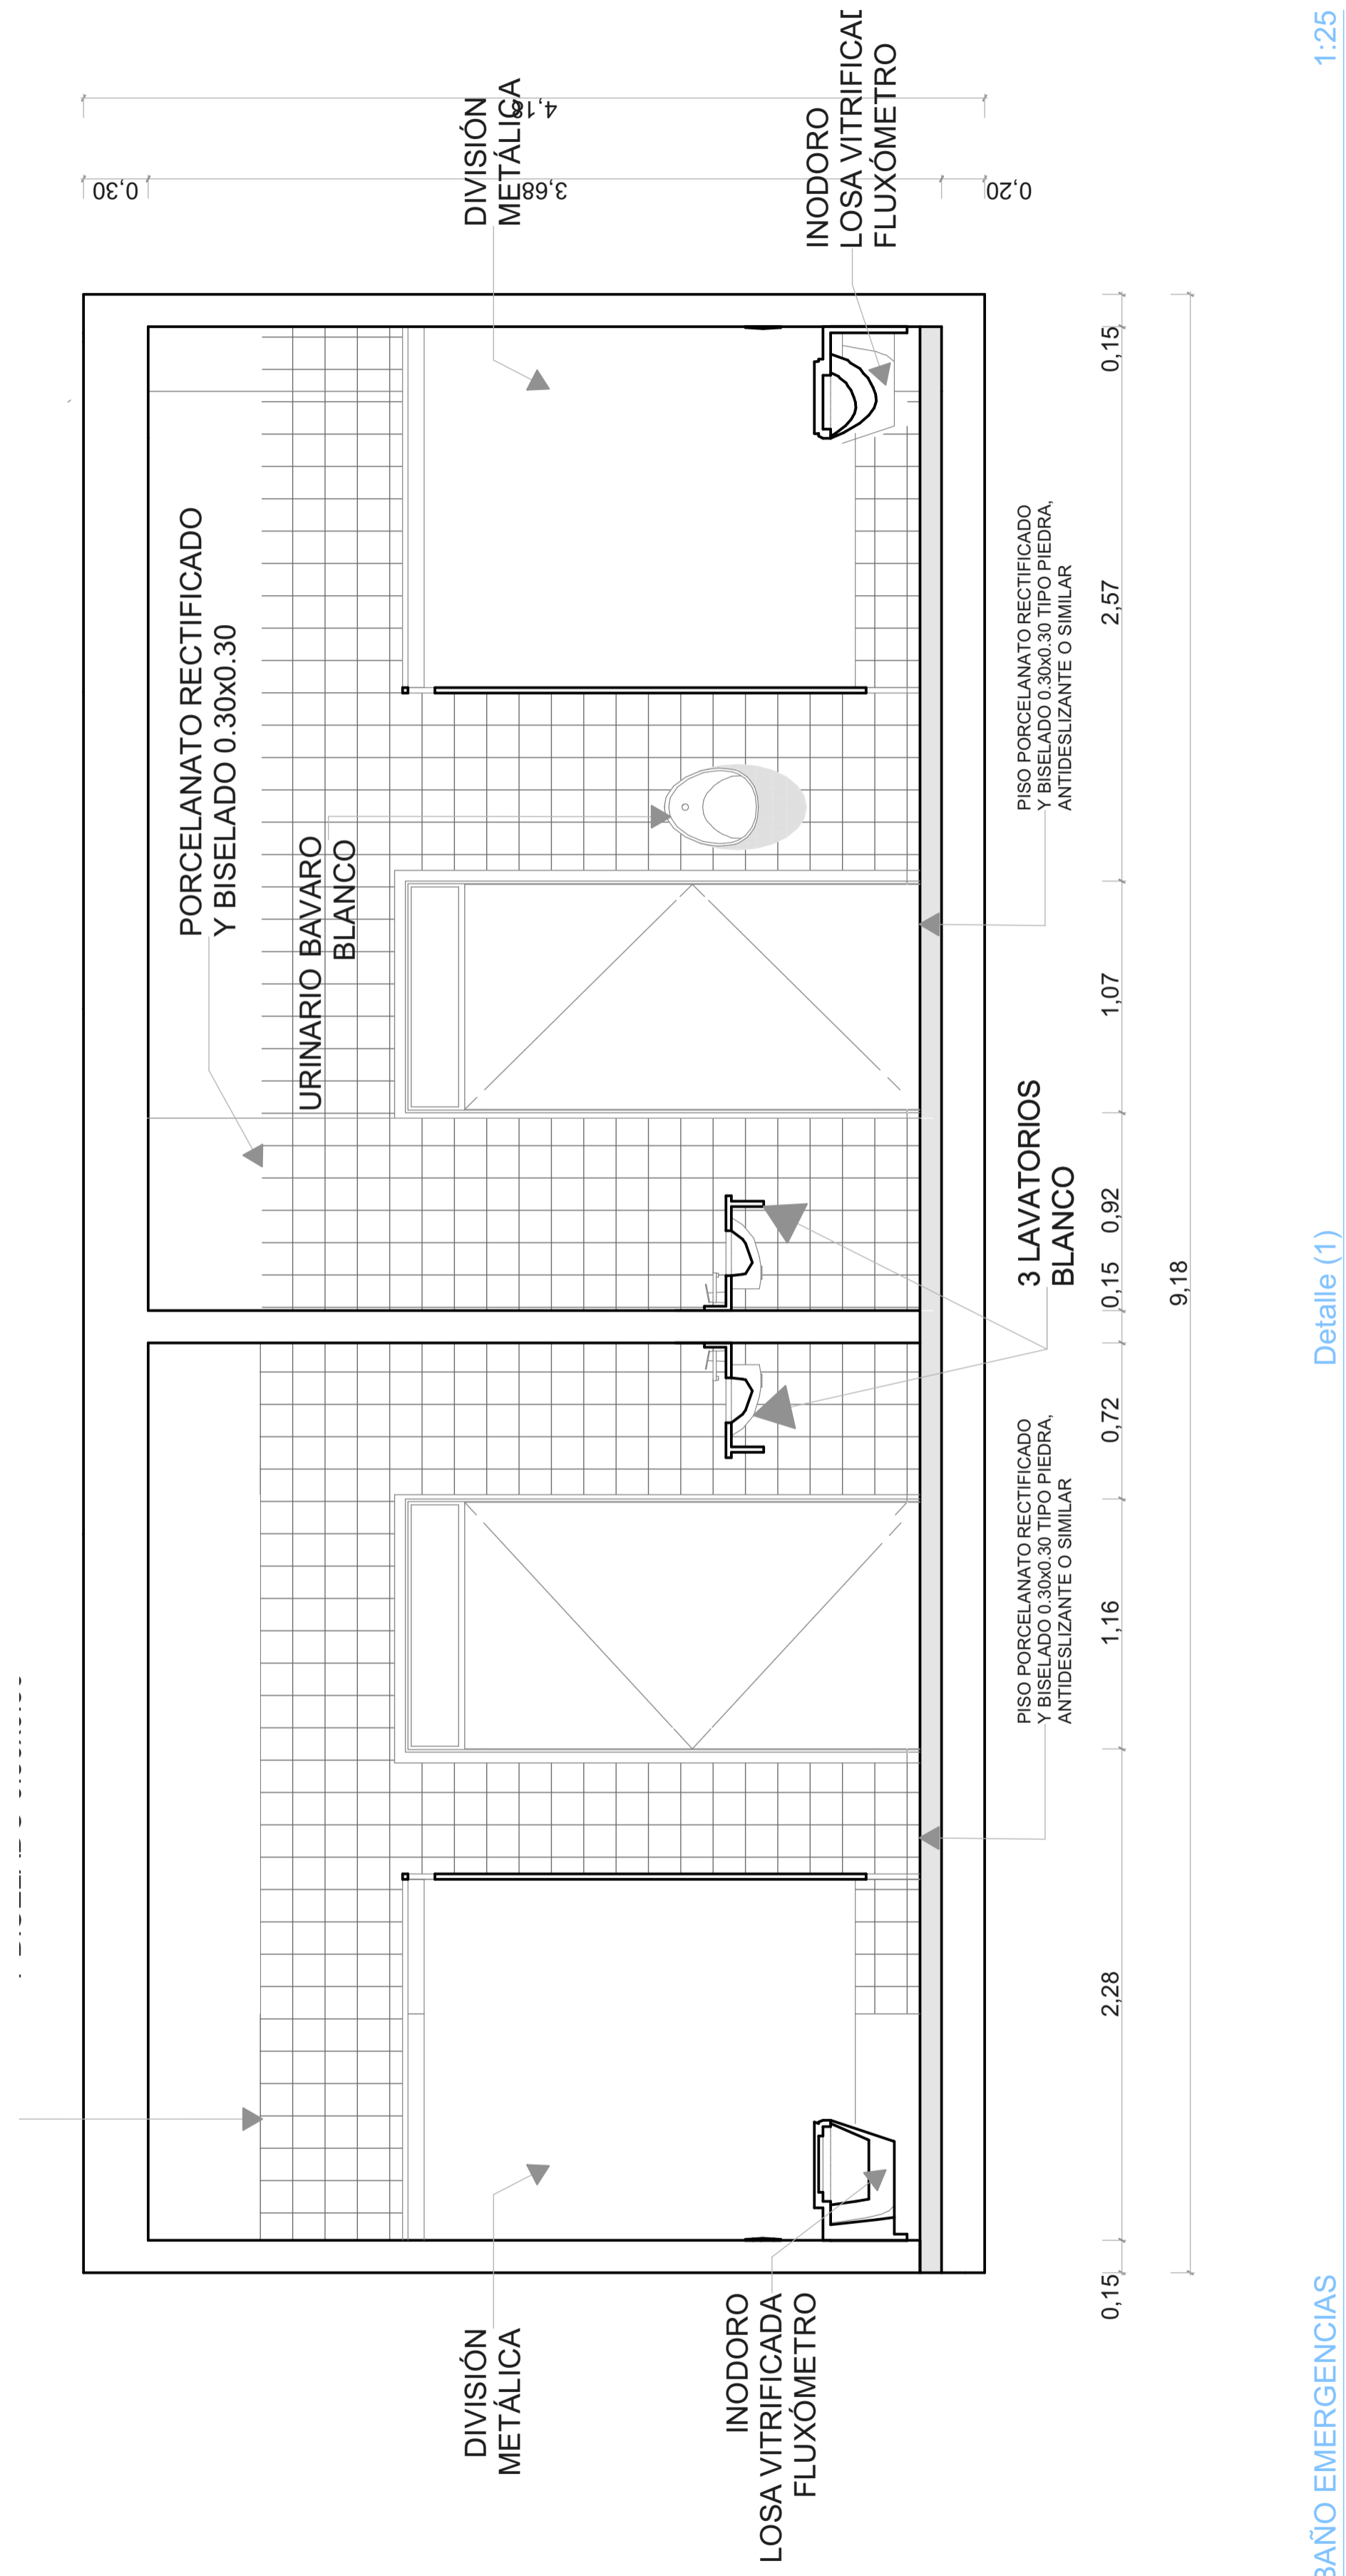 0,30
PORCELANATO RECTIFICADO
Y BISELADO 0.30x0.30
URINARIO BAVARO
BLANCO
DIVISIÓN
METÁLICA
DIVISIÓN
METÁLICA
4,18
3,68
INODORO
LOSA VITRIFICADA
FLUXÓMETRO
INODORO
LOSA VITRIFICAD
FLUXÓMETRO
0,20
PISO PORCELANATO RECTIFICADO
Y BISELADO 0.30x0.30 TIPO PIEDRA,
ANTIDESLIZANTE O SIMILAR
3 LAVATORIOS
BLANCO
PISO PORCELANATO RECTIFICADO
Y BISELADO 0.30x0.30 TIPO PIEDRA,
ANTIDESLIZANTE O SIMILAR
0,15 2,28 1,16 0,72 0,15 0,92 1,07 2,57 0,15
9,18
BAÑO EMERGENCIAS Detalle (1) 1:25